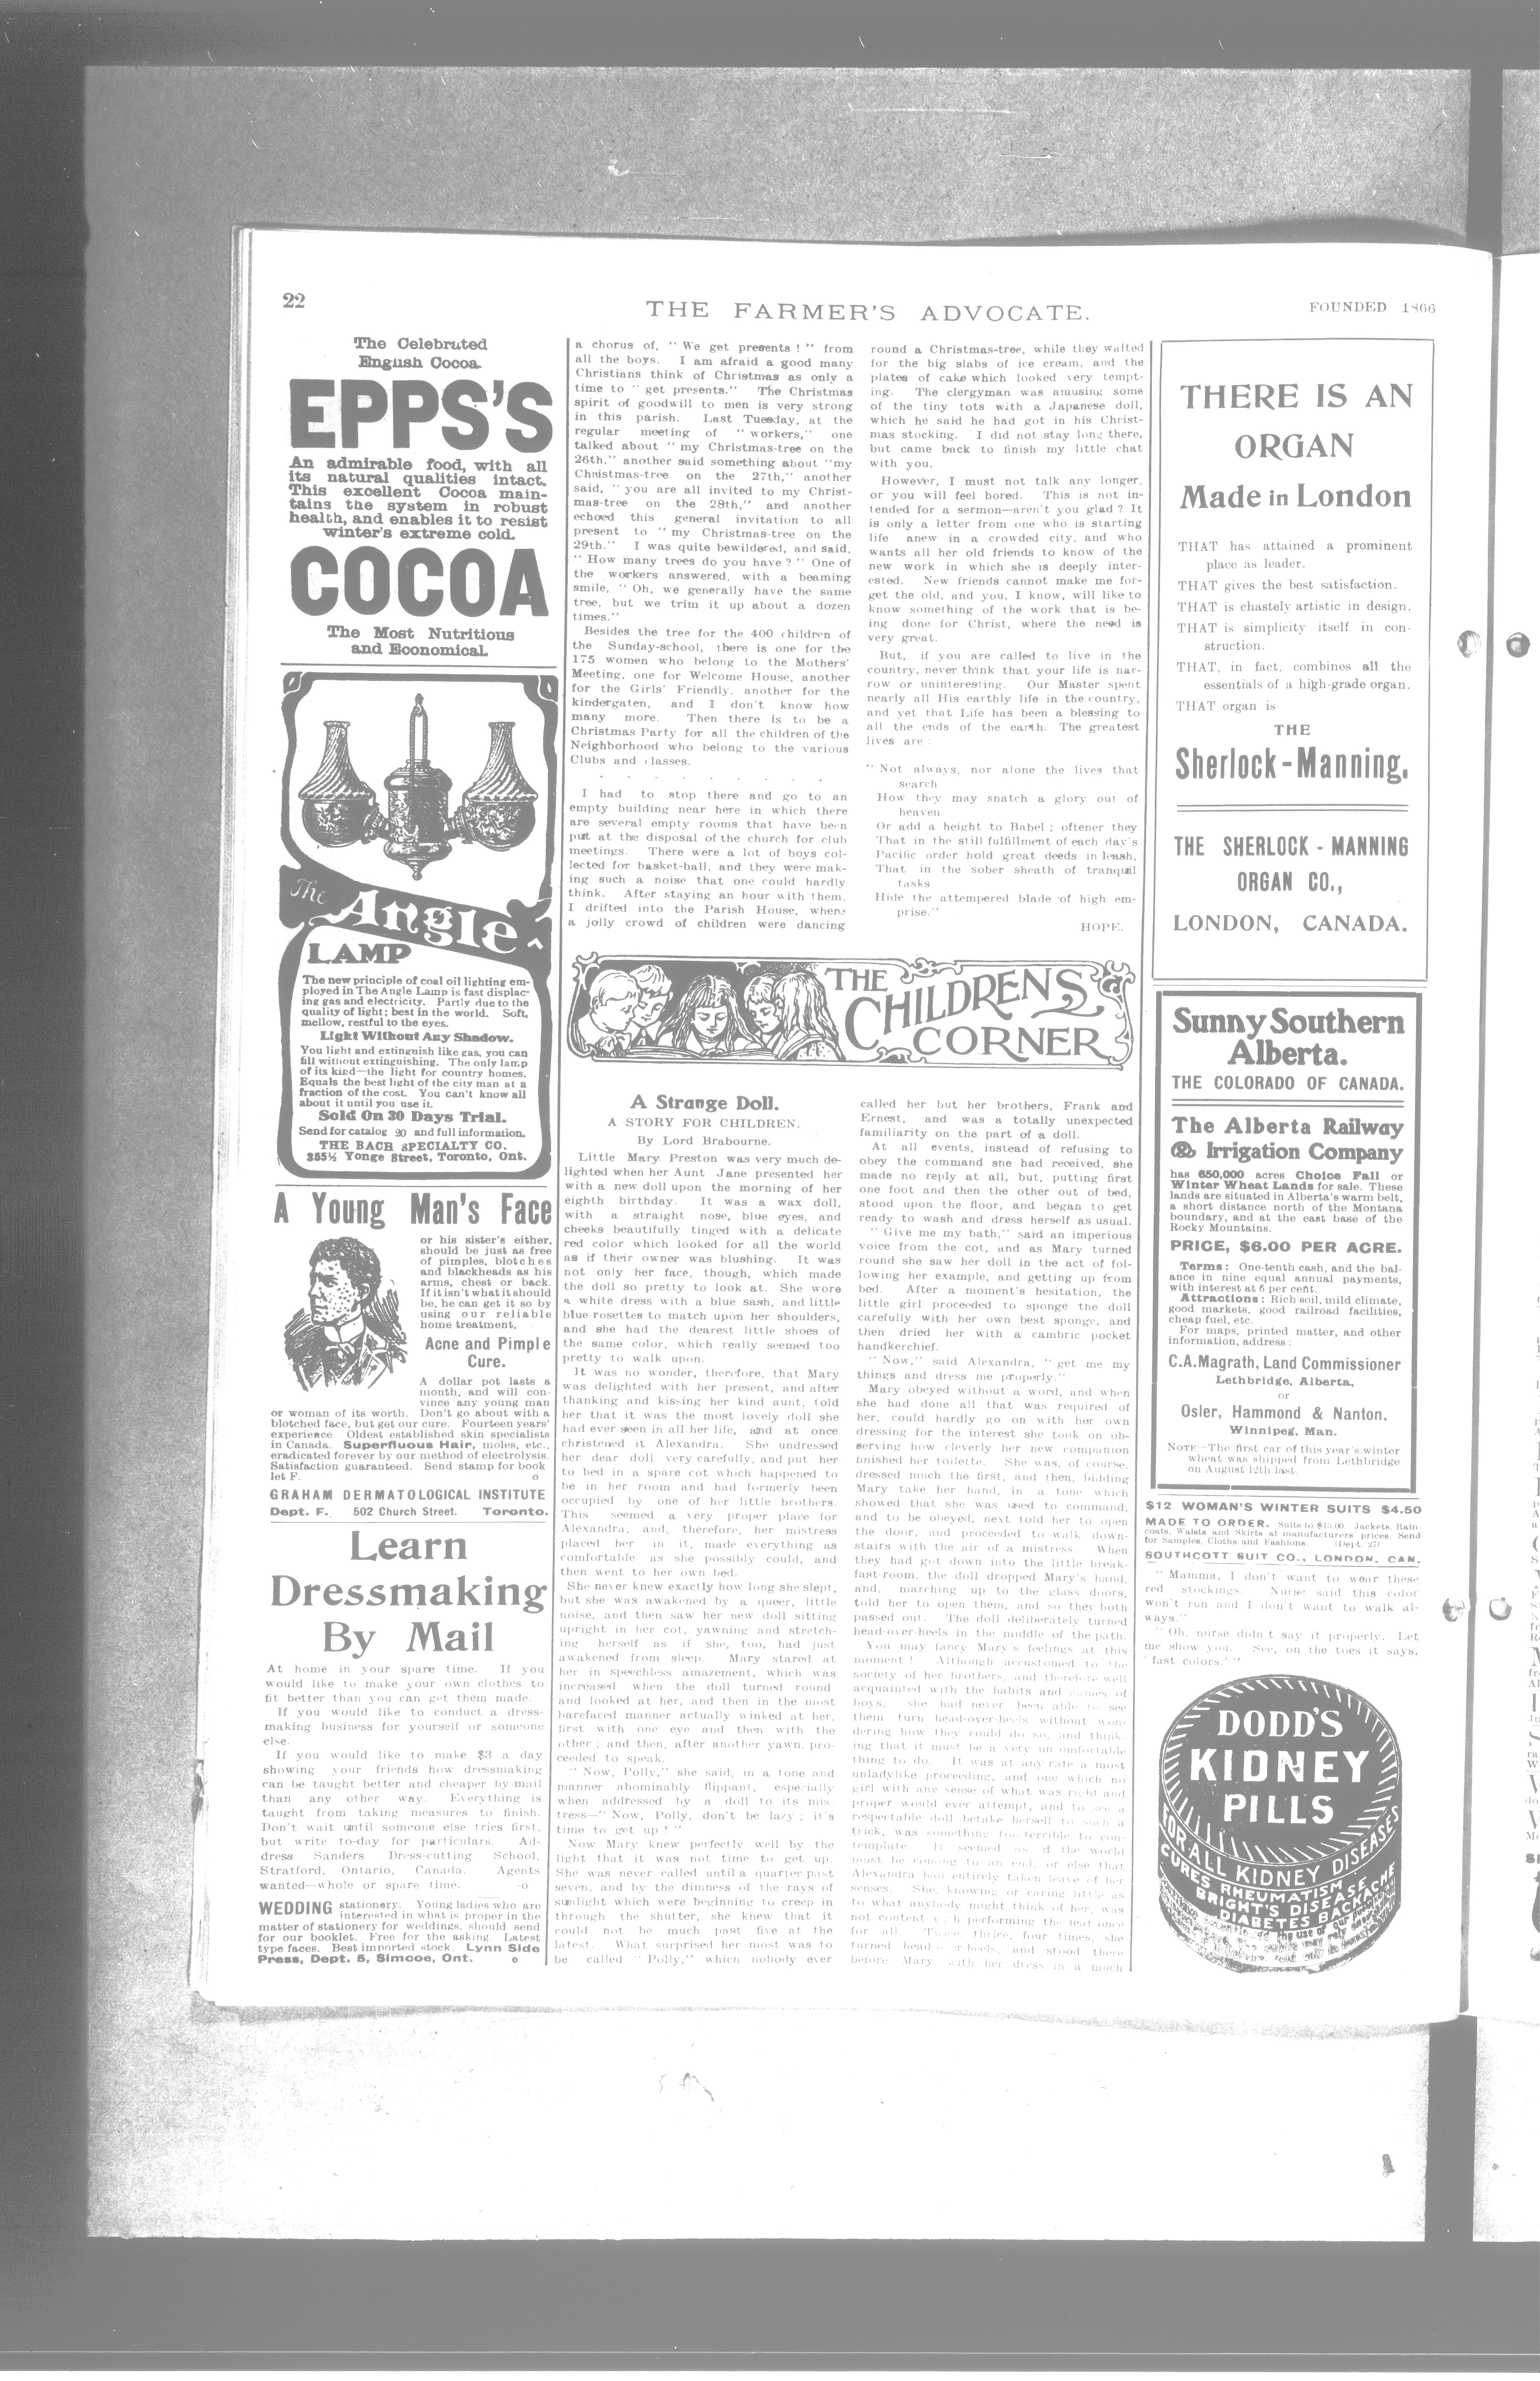 22
THE FARMER'S ADVOCATE.
FOUNDED 1866
The Celebrated
English Cocoa.
EPPS'S
An admirable food, with all
its natural qualities intact.
This excellent Cocoa main-
tains the system in robust
health, and enables it to resist
winter's extreme cold.
COCOA
The Most Nutritious
and Economical.
The Angle
LAMP
The new principle of coal oil lighting em-
ployed in The Angle Lamp is fast displac-
ing gas and electricity. Partly due to the
quality of light; best in the world. Soft,
mellow, restful to the eyes.
Light Without Any Shadow.
You light and extinguish like gas, you can
fill without extinguishing. The only lamp
of its kind—the light for country homes.
Equals the best light of the city man at a
fraction of the cost. You can't know all
about it until you use it.
Sold On 30 Days Trial.
Send for catalog 20 and full information.
THE BACH SPECIALTY CO.
355½ Yonge Street, Toronto, Ont.
A Young Man's Face
or his sister's either,
should be just as free
of pimples, blotches
and blackheads as his
arms, chest or back.
If it isn't what it should
be, he can get it so by
using our reliable
home treatment,
Acne and Pimple
Cure.
A dollar pot lasts a
month, and will con-
vince any young man
or woman of its worth. Don't go about with a
blotched face, but get our cure. Fourteen years'
experience Oldest established skin specialists
in Canada. Superfluous Hair, moles, etc.,
eradicated forever by our method of electrolysis.
Satisfaction guaranteed. Send stamp for book
let F. o
GRAHAM DERMATOLOGICAL INSTITUTE
Dept. F. 502 Church Street. Toronto.
Learn
Dressmaking
By Mail
At home in your spare time. If you
would like to make your own clothes to
fit better than you can get them made.
If you would like to conduct a dress-
making business for yourself or someone
else.
If you would like to make $3 a day
showing your friends how dressmaking
can be taught better and cheaper by mail
than any other way. Everything is
taught from taking measures to finish.
Don't wait until someone else tries first,
but write to-day for particulars. Ad-
dress Sanders Dress-cutting School,
Stratford, Ontario, Canada. Agents
wanted—whole or spare time. -o
WEDDING stationery. Young ladies who are
interested in what is proper in the
matter of stationery for weddings, should send
for our booklet. Free for the asking. Latest
type faces. Best imported stock. Lynn Side
Press, Dept. 5, Simcoe, Ont. o
a chorus of, "We get presents!" from
all the boys. I am afraid a good many
Christians think of Christmas as only a
time to "get presents." The Christmas
spirit of goodwill to men is very strong
in this parish. Last Tuesday, at the
regular meeting of "workers," one
talked about "my Christmas-tree on the
26th," another said something about "my
Christmas-tree on the 27th," another
said, "you are all invited to my Christ-
mas-tree on the 28th," and another
echoed this general invitation to all
present to "my Christmas-tree on the
29th." I was quite bewildered, and said,
"How many trees do you have?" One of
the workers answered, with a beaming
smile, "Oh, we generally have the same
tree, but we trim it up about a dozen
times."
Besides the tree for the 400 children of
the Sunday-school, there is one for the
175 women who belong to the Mothers'
Meeting, one for Welcome House, another
for the Girls' Friendly, another for the
kindergaten, and I don't know how
many more. Then there is to be a
Christmas Party for all the children of the
Neighborhood who belong to the various
Clubs and classes.
. . . . . . . .
I had to stop there and go to an
empty building near here in which there
are several empty rooms that have been
put at the disposal of the church for club
meetings. There were a lot of boys col-
lected for basket-ball, and they were mak-
ing such a noise that one could hardly
think. After staying an hour with them,
I drifted into the Parish House, where
a jolly crowd of children were dancing
round a Christmas-tree, while they waited
for the big slabs of ice cream, and the
plates of cake which looked very tempt-
ing. The clergyman was amusing some
of the tiny tots with a Japanese doll,
which he said he had got in his Christ-
mas stocking. I did not stay long there,
but came back to finish my little chat
with you.
However, I must not talk any longer,
or you will feel bored. This is not in-
tended for a sermon—aren't you glad? It
is only a letter from one who is starting
life anew in a crowded city, and who
wants all her old friends to know of the
new work in which she is deeply inter-
ested. New friends cannot make me for-
get the old, and you, I know, will like to
know something of the work that is be-
ing done for Christ, where the need is
very great.
But, if you are called to live in the
country, never think that your life is nar-
row or uninteresting. Our Master spent
nearly all His earthly life in the country,
and yet that Life has been a blessing to
all the ends of the earth. The greatest
lives are:
"Not always, nor alone the lives that
search
How they may snatch a glory out of
heaven
Or add a height to Babel; oftener they
That in the still fulfillment of each day's
Pacific order hold great deeds in leash,
That in the sober sheath of tranquil
tasks
Hide the attempered blade of high em-
prise."
HOPE.
THE CHILDRENS CORNER
A Strange Doll.
A STORY FOR CHILDREN.
By Lord Brabourne.
Little Mary Preston was very much de-
lighted when her Aunt Jane presented her
with a new doll upon the morning of her
eighth birthday. It was a wax doll,
with a straight nose, blue eyes, and
cheeks beautifully tinged with a delicate
red color which looked for all the world
as if their owner was blushing. It was
not only her face, though, which made
the doll so pretty to look at. She wore
a white dress with a blue sash, and little
blue rosettes to match upon her shoulders,
and she had the dearest little shoes of
the same color, which really seemed too
pretty to walk upon.
It was no wonder, therefore, that Mary
was delighted with her present, and after
thanking and kissing her kind aunt, told
her that it was the most lovely doll she
had ever seen in all her life, and at once
christened it Alexandra. She undressed
her dear doll very carefully, and put her
to bed in a spare cot which happened to
be in her room and had formerly been
occupied by one of her little brothers.
This seemed a very proper place for
Alexandra, and, therefore, her mistress
placed her in it, made everything as
comfortable as she possibly could, and
then went to her own bed.
She never knew exactly how long she slept,
but she was awakened by a queer, little
noise, and then saw her new doll sitting
upright in her cot, yawning and stretch-
ing herself as if she, too, had just
awakened from sleep. Mary stared at
her in speechless amazement, which was
increased when the doll turned round
and looked at her, and then in the most
barefaced manner actually winked at her,
first with one eye and then with the
other; and then, after another yawn, pro-
ceeded to speak.
"Now, Polly," she said, in a tone and
manner abominably flippant, especially
when addressed by a doll to its mis-
tress—"Now, Polly, don't be lazy; it's
time to get up!"
Now Mary knew perfectly well by the
light that it was not time to get up.
She was never called until a quarter past
seven, and by the dimness of the rays of
sunlight which were beginning to creep in
through the shutter, she knew that it
could not be much past five at the
latest. What surprised her most was to
be called "Polly," which nobody ever
called her but her brothers, Frank and
Ernest, and was a totally unexpected
familiarity on the part of a doll.
At all events, instead of refusing to
obey the command she had received, she
made no reply at all, but, putting first
one foot and then the other out of bed,
stood upon the floor, and began to get
ready to wash and dress herself as usual.
"Give me my bath," said an imperious
voice from the cot, and as Mary turned
round she saw her doll in the act of fol-
lowing her example, and getting up from
bed. After a moment's hesitation, the
little girl proceeded to sponge the doll
carefully with her own best sponge, and
then dried her with a cambric pocket
handkerchief.
"Now," said Alexandra, "get me my
things and dress me properly."
Mary obeyed without a word, and when
she had done all that was required of
her, could hardly go on with her own
dressing for the interest she took on ob-
serving how cleverly her new companion
finished her toilette. She was, of course,
dressed much the first, and then, bidding
Mary take her hand, in a tone which
showed that she was used to command,
and to be obeyed, next told her to open
the door, and proceeded to walk down-
stairs with the air of a mistress. When
they had got down into the little break-
fast-room, the doll dropped Mary's hand,
and, marching up to the glass doors,
told her to open them, and so they both
passed out. The doll deliberately turned
head-over-heels in the middle of the path.
You may fancy Mary's feelings at this
moment! Although accustomed to the
society of her brothers, and therefore well
acquainted with the habits and games of
boys, she had never been able to see
them turn head-over-heels without won-
dering how they could do so, and think-
ing that it must be a very uncomfortable
thing to do. It was at any rate a most
unladylike proceeding, and one which no
girl with any sense of what was right and
proper would ever attempt, and to see a
respectable doll betake herself to such a
trick, was something too terrible to con-
template. It seemed as if the world
must be coming to an end, or else that
Alexandra had entirely taken leave of her
senses. She, knowing or caring little as
to what anybody might think of her, was
not content with performing the feat once
for all. Twice, thrice, four times, she
turned head-over-heels, and stood there
before Mary with her dress in a much
THERE IS AN
ORGAN
Made in London
THAT has attained a prominent
place as leader.
THAT gives the best satisfaction.
THAT is chastely artistic in design.
THAT is simplicity itself in con-
struction.
THAT, in fact, combines all the
essentials of a high-grade organ.
THAT organ is
THE
Sherlock-Manning.
THE SHERLOCK - MANNING
ORGAN CO.,
LONDON, CANADA.
Sunny Southern
Alberta.
THE COLORADO OF CANADA.
The Alberta Railway
& Irrigation Company
has 650,000 acres Choice Fall or
Winter Wheat Lands for sale. These
lands are situated in Alberta's warm belt,
a short distance north of the Montana
boundary, and at the east base of the
Rocky Mountains.
PRICE, $6.00 PER ACRE.
Terms: One-tenth cash, and the bal-
ance in nine equal annual payments,
with interest at 6 per cent.
Attractions: Rich soil, mild climate,
good markets, good railroad facilities,
cheap fuel, etc.
For maps, printed matter, and other
information, address:
C.A.Magrath, Land Commissioner
Lethbridge, Alberta,
or
Osler, Hammond & Nanton,
Winnipeg, Man.
NOTE—The first car of this year's winter
wheat was shipped from Lethbridge
on August 12th last.
$12 WOMAN'S WINTER SUITS $4.50
MADE TO ORDER. Suits to $15.00. Jackets, Rain-
coats, Waists and Skirts at manufacturers' prices. Send
for Samples, Cloths and Fashions. (Dept. 27)
SOUTHCOTT SUIT CO., LONDON, CAN.
"Mamma, I don't want to wear these
red stockings. Nurse said this color
won't run and I don't want to walk al-
ways."
"Oh, nurse didn't say it properly. Let
me show you. See, on the toes it says,
'fast colors.'"
DODD'S
KIDNEY
PILLS
FOR ALL KIDNEY DISEASES
CURES RHEUMATISM
BRIGHT'S DISEASE
DIABETES BACKACHE